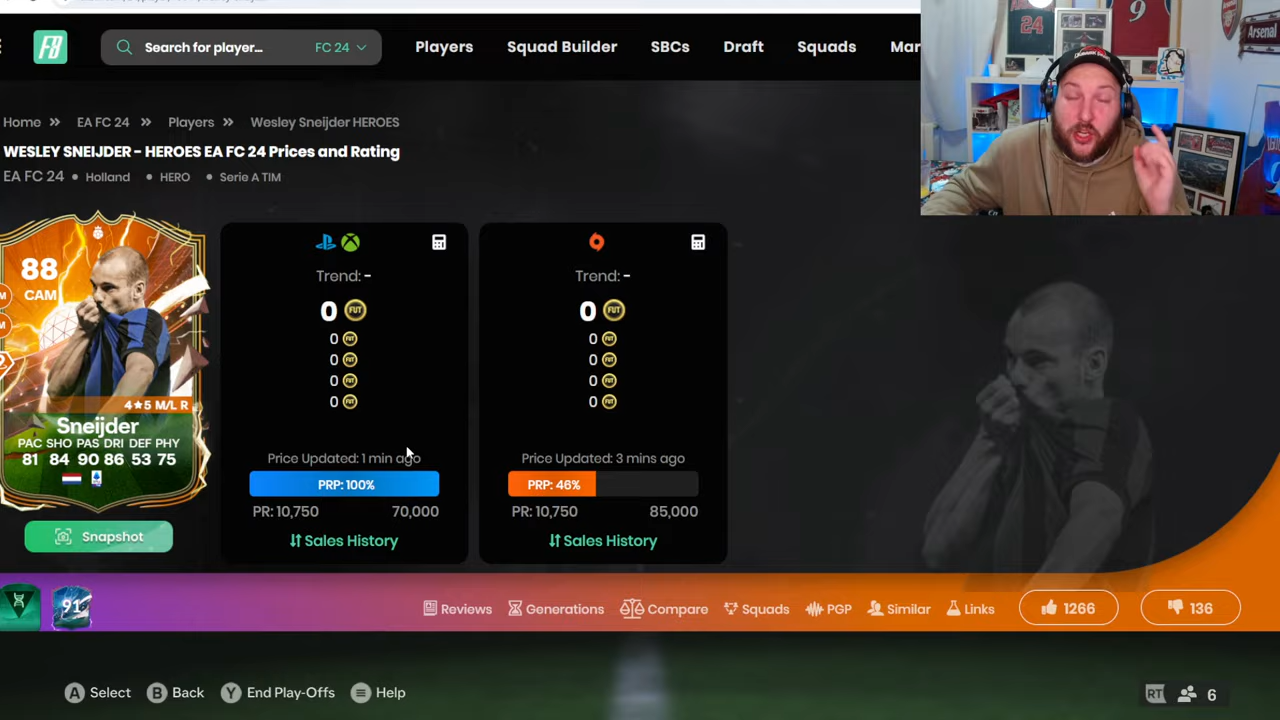 F8
Search for player...
FC 24
Players
Squad Builder
SBCs
Draft
Squads
Mar
24
9
Arsenal
Home >> EA FC 24 >> Players >> Wesley Sneijder HEROES
WESLEY SNEIJDER - HEROES EA FC 24 Prices and Rating
EA FC 24 • Holland • HERO • Serie A TIM
88
CAM
M
M
4★5 M/L R
Sneijder
PAC SHO PAS DRI DEF PHY
81 84 90 86 53 75
Snapshot
Trend: -
0 FUT
0
0
0
0
Price Updated: 1 min ago
PRP: 100%
PR: 10,750
70,000
Sales History
Trend: -
0 FUT
0
0
0
0
Price Updated: 3 mins ago
PRP: 46%
PR: 10,750
85,000
Sales History
91
Reviews
Generations
Compare
Squads
PGP
Similar
Links
1266
136
A Select
B Back
Y End Play-Offs
Help
RT
6